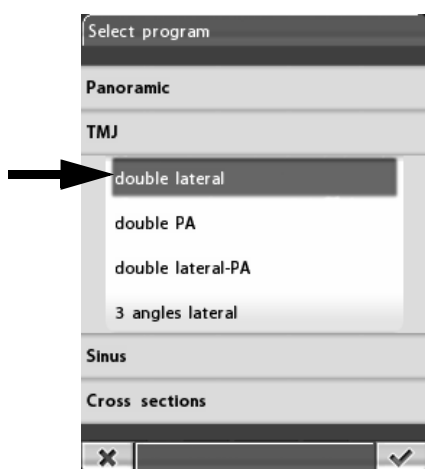 Select program
Panoramic
TMJ
double lateral
double PA
double lateral-PA
3 angles lateral
Sinus
Cross sections